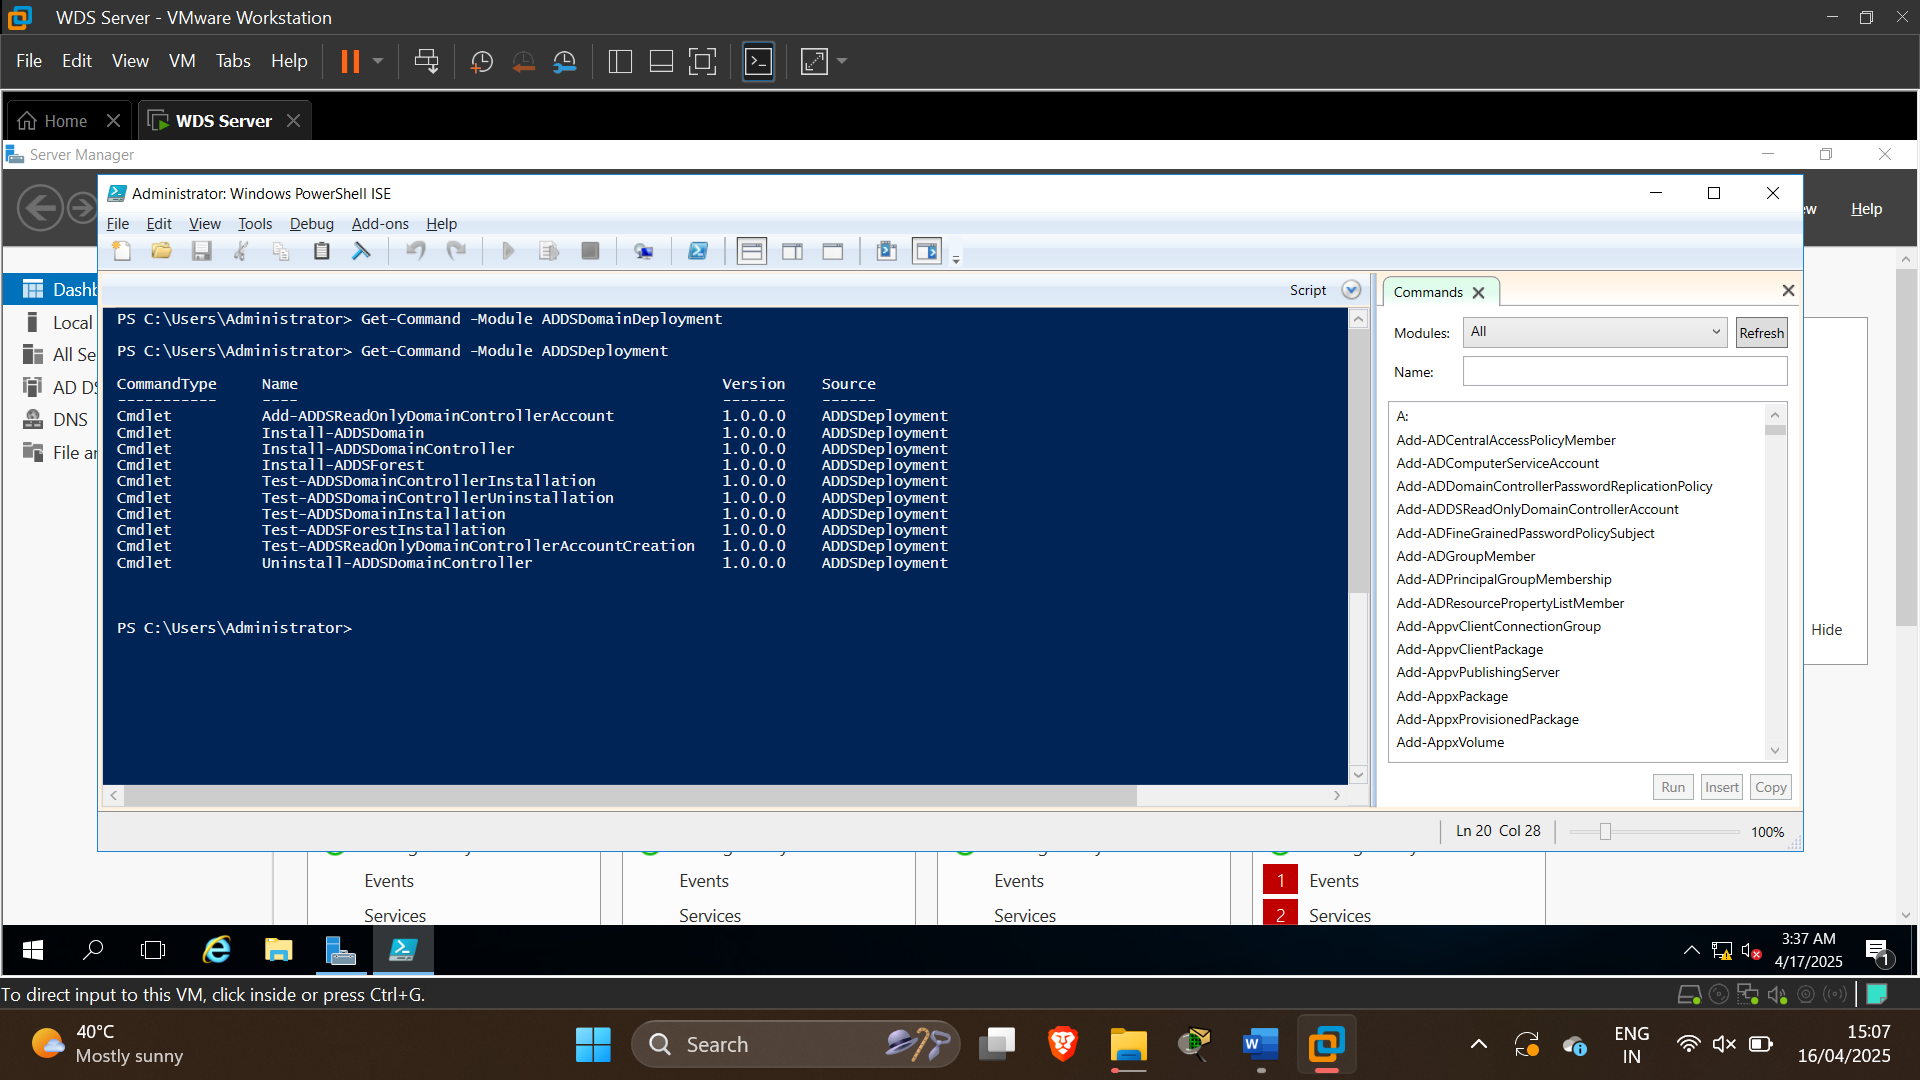 WDS Server - VMware Workstation
File Edit View VM Tabs Help
Home WDS Server
Server Manager
Administrator: Windows PowerShell ISE
File Edit View Tools Debug Add-ons Help
Help
Script
PS C:\Users\Administrator> Get-Command -Module ADDSDomainDeployment
PS C:\Users\Administrator> Get-Command -Module ADDSDeployment
CommandType Name Version Source
----------- ---- ------- ------
Cmdlet Add-ADDSReadOnlyDomainControllerAccount 1.0.0.0 ADDSDeployment
Cmdlet Install-ADDSDomain 1.0.0.0 ADDSDeployment
Cmdlet Install-ADDSDomainController 1.0.0.0 ADDSDeployment
Cmdlet Install-ADDSForest 1.0.0.0 ADDSDeployment
Cmdlet Test-ADDSDomainControllerInstallation 1.0.0.0 ADDSDeployment
Cmdlet Test-ADDSDomainControllerUninstallation 1.0.0.0 ADDSDeployment
Cmdlet Test-ADDSDomainInstallation 1.0.0.0 ADDSDeployment
Cmdlet Test-ADDSForestInstallation 1.0.0.0 ADDSDeployment
Cmdlet Test-ADDSReadOnlyDomainControllerAccountCreation 1.0.0.0 ADDSDeployment
Cmdlet Uninstall-ADDSDomainController 1.0.0.0 ADDSDeployment
PS C:\Users\Administrator>
Commands
Modules: All Refresh
Name:
A:
Add-ADCentralAccessPolicyMember
Add-ADComputerServiceAccount
Add-ADDomainControllerPasswordReplicationPolicy
Add-ADDSReadOnlyDomainControllerAccount
Add-ADFineGrainedPasswordPolicySubject
Add-ADGroupMember
Add-ADPrincipalGroupMembership
Add-ADResourcePropertyListMember
Add-AppvClientConnectionGroup
Add-AppvClientPackage
Add-AppvPublishingServer
Add-AppxPackage
Add-AppxProvisionedPackage
Add-AppxVolume
Run Insert Copy
Ln 20 Col 28 100%
Dashb
Local
All Se
AD DS
DNS
File an
Hide
Events Events Events 1 Events
Services Services Services 2 Services
3:37 AM
4/17/2025
1
To direct input to this VM, click inside or press Ctrl+G.
40°C
Mostly sunny
Search
ENG
IN
15:07
16/04/2025